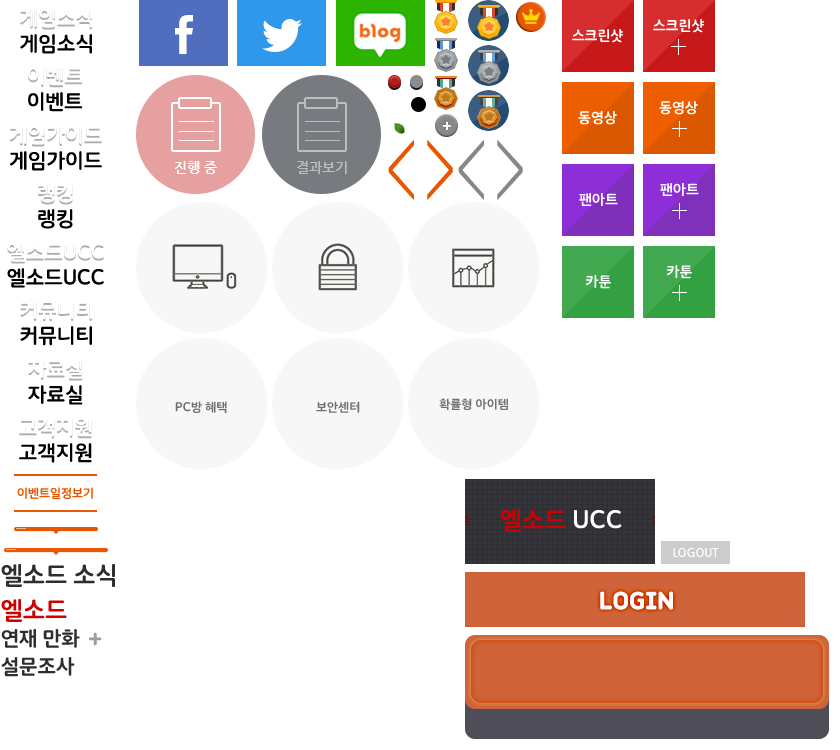 게임소식
게임소식
이벤트
이벤트
게임가이드
게임가이드
랭킹
랭킹
엘소드UCC
엘소드UCC
커뮤니티
커뮤니티
자료실
자료실
고객지원
고객지원
이벤트일정보기
엘소드 소식
엘소드
연재 만화
설문조사
blog
진행 중
결과보기
PC방 혜택
보안센터
확률형 아이템
스크린샷
스크린샷
동영상
동영상
팬아트
팬아트
카툰
카툰
엘소드 UCC
LOGOUT
LOGIN